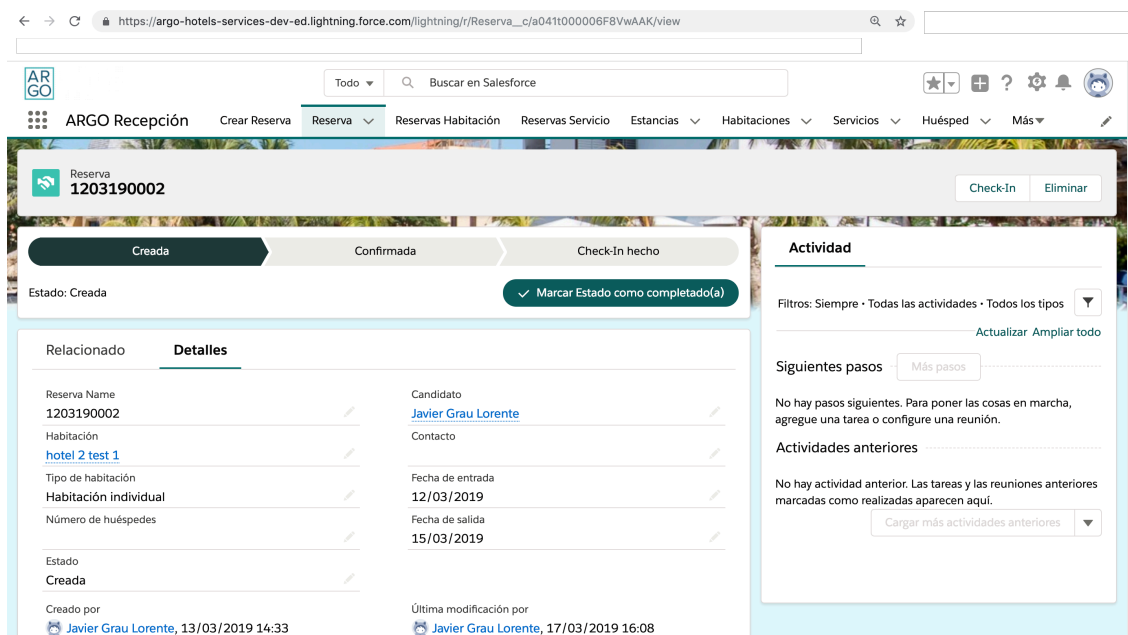 https://argo-hotels-services-dev-ed.lightning.force.com/lightning/r/Reserva__c/a041t000006F8VwAAK/view
AR
GO
Todo
Buscar en Salesforce
ARGO Recepción
Crear Reserva
Reserva
Reservas Habitación
Reservas Servicio
Estancias
Habitaciones
Servicios
Huésped
Más
Reserva
1203190002
Check-In
Eliminar
Creada
Confirmada
Check-In hecho
Estado: Creada
Marcar Estado como completado(a)
Relacionado
Detalles
Reserva Name
1203190002
Candidato
Javier Grau Lorente
Habitación
hotel 2 test 1
Contacto
Tipo de habitación
Habitación individual
Fecha de entrada
12/03/2019
Número de huéspedes
Fecha de salida
15/03/2019
Estado
Creada
Creado por
Javier Grau Lorente, 13/03/2019 14:33
Última modificación por
Javier Grau Lorente, 17/03/2019 16:08
Actividad
Filtros: Siempre • Todas las actividades • Todos los tipos
Actualizar Ampliar todo
Siguientes pasos
Más pasos
No hay pasos siguientes. Para poner las cosas en marcha,
agregue una tarea o configure una reunión.
Actividades anteriores
No hay actividad anterior. Las tareas y las reuniones anteriores
marcadas como realizadas aparecen aquí.
Cargar más actividades anteriores